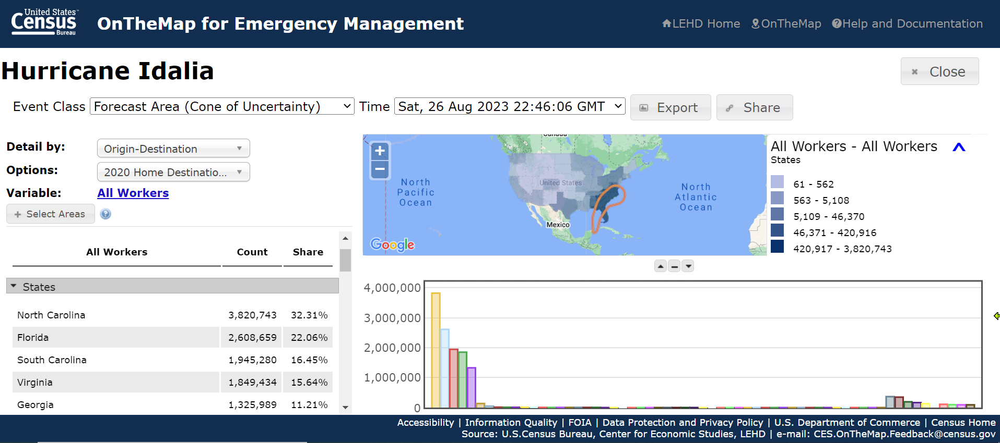 United States™
Census
Bureau
OnTheMap for Emergency Management
LEHD Home OnTheMap Help and Documentation
Hurricane Idalia
Close
Event Class Forecast Area (Cone of Uncertainty) Time Sat, 26 Aug 2023 22:46:06 GMT Export Share
Detail by: Origin-Destination
Options: 2020 Home Destinatio...
Variable: All Workers
+ Select Areas ?
All Workers Count Share
States
North Carolina 3,820,743 32.31%
Florida 2,608,659 22.06%
South Carolina 1,945,280 16.45%
Virginia 1,849,434 15.64%
Georgia 1,325,989 11.21%
+
−
Canada
North
Pacific
Ocean
United States
North
Atlantic
Ocean
Mexico
Google
All Workers - All Workers
States
61 - 562
563 - 5,108
5,109 - 46,370
46,371 - 420,916
420,917 - 3,820,743
4,000,000
3,000,000
2,000,000
1,000,000
0
Accessibility | Information Quality | FOIA | Data Protection and Privacy Policy | U.S. Department of Commerce | Census Home
Source: U.S.Census Bureau, Center for Economic Studies, LEHD | e-mail: CES.OnTheMap.Feedback@census.gov